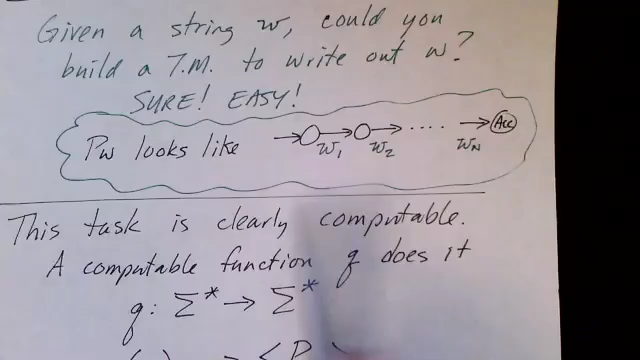 Given a string w, could you
build a T.M. to write out w?
SURE! EASY!
Pw looks like → → → .... → Acc
w₁ w₂ wN
This task is clearly computable.
A computable function q does it
q: Σ* → Σ*